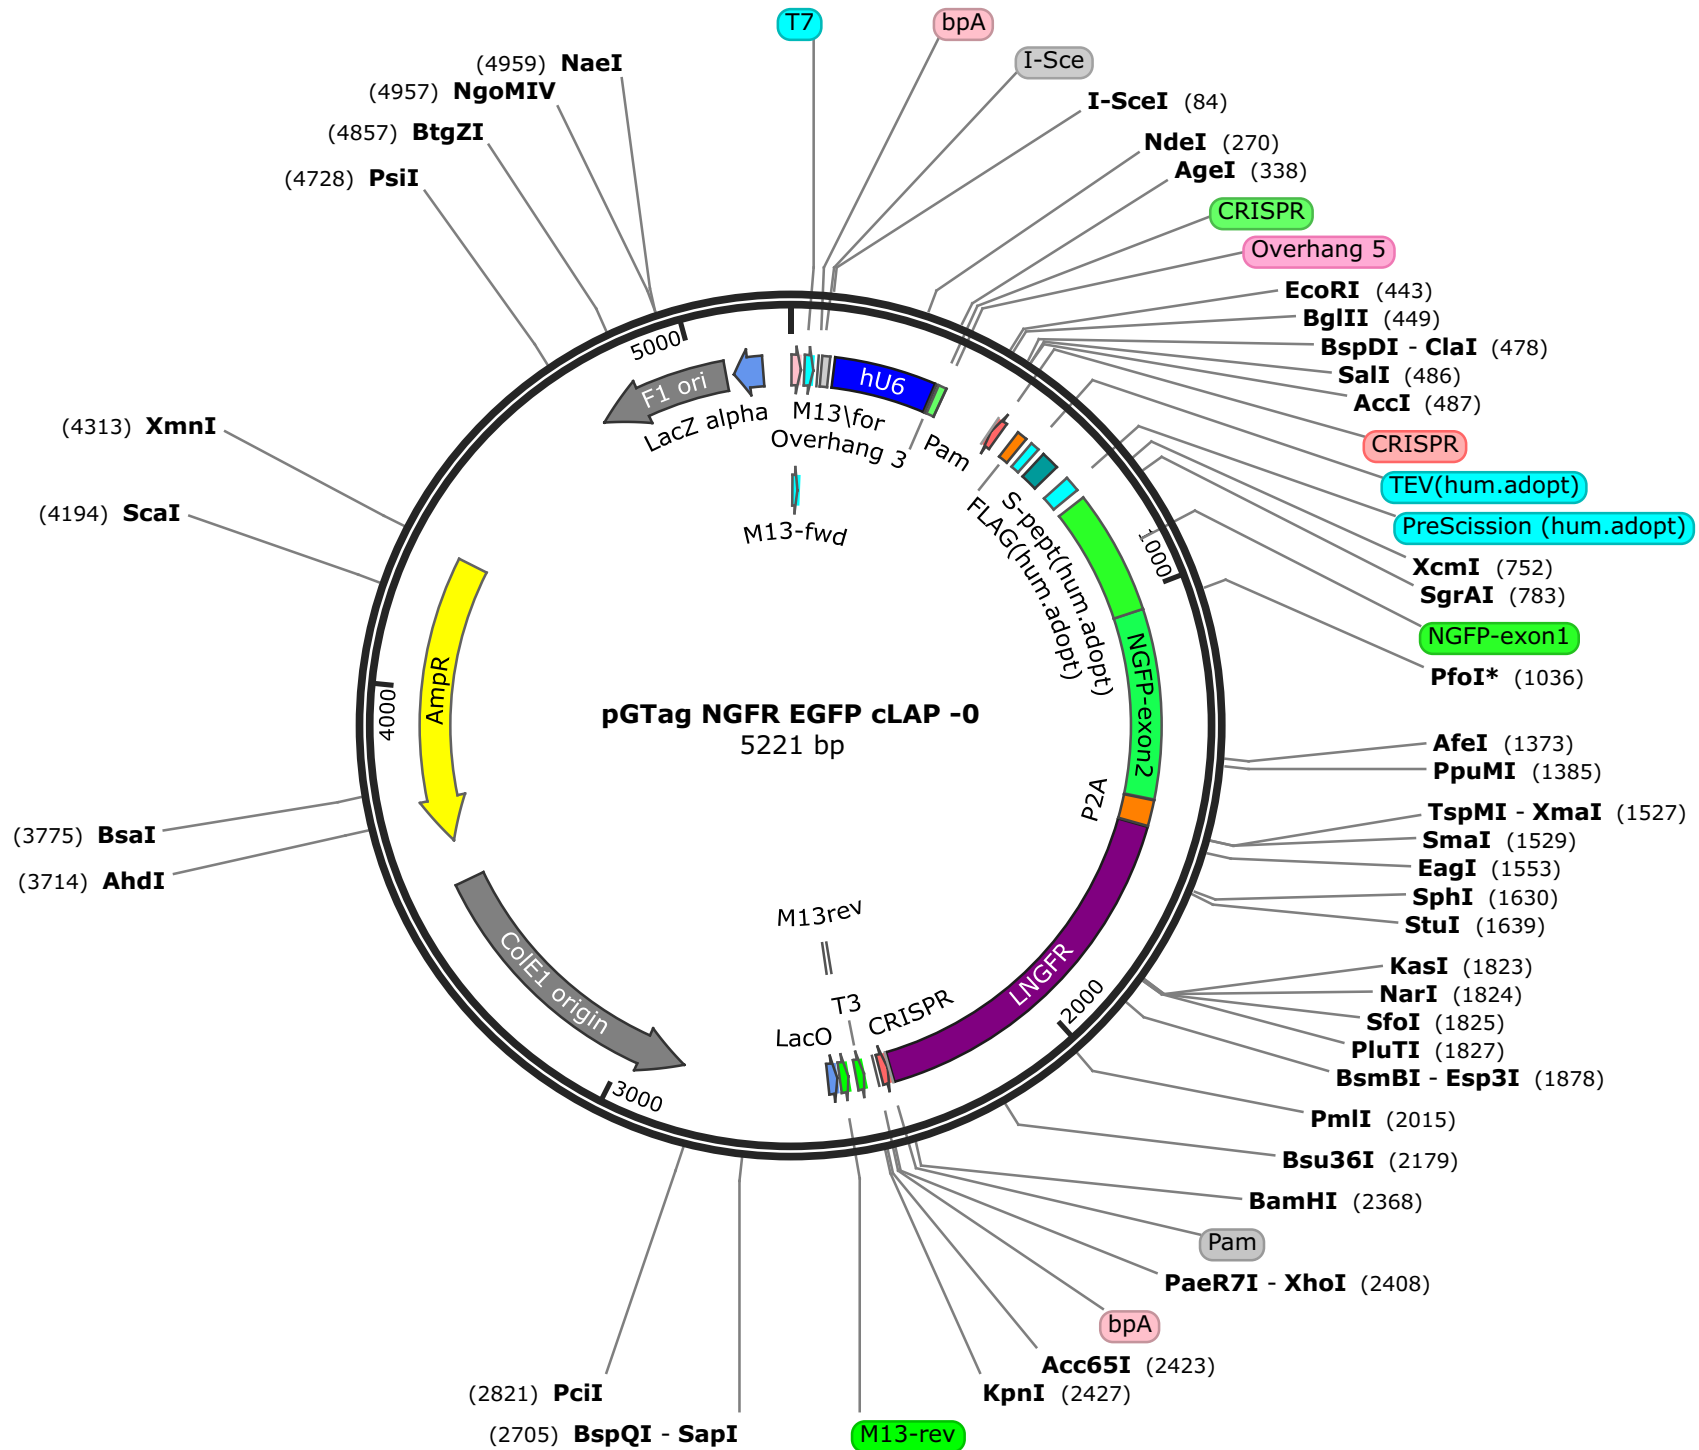 T7
bpA
I-Sce
I-SceI (84)
NdeI (270)
AgeI (338)
CRISPR
Overhang 5
EcoRI (443)
BglII (449)
BspDI - ClaI (478)
SalI (486)
AccI (487)
CRISPR
TEV(hum.adopt)
PreScission (hum.adopt)
XcmI (752)
SgrAI (783)
NGFP-exon1
PfoI* (1036)
AfeI (1373)
PpuMI (1385)
TspMI - XmaI (1527)
SmaI (1529)
EagI (1553)
SphI (1630)
StuI (1639)
KasI (1823)
NarI (1824)
SfoI (1825)
PluTI (1827)
BsmBI - Esp3I (1878)
PmlI (2015)
Bsu36I (2179)
BamHI (2368)
Pam
PaeR7I - XhoI (2408)
bpA
Acc65I (2423)
KpnI (2427)
M13-rev
(2705) BspQI - SapI
(2821) PciI
(3714) AhdI
(3775) BsaI
(4194) ScaI
(4313) XmnI
(4728) PsiI
(4857) BtgZI
(4957) NgoMIV
(4959) NaeI
5000
1000
2000
3000
4000
F1 ori
LacZ alpha
M13\for
Overhang 3
hU6
Pam
M13-fwd
S-pept(hum.adopt)
FLAG(hum.adopt)
NGFP-exon2
P2A
LNGFR
CRISPR
T3
M13rev
LacO
ColE1 origin
AmpR
pGTag NGFR EGFP cLAP -0
5221 bp